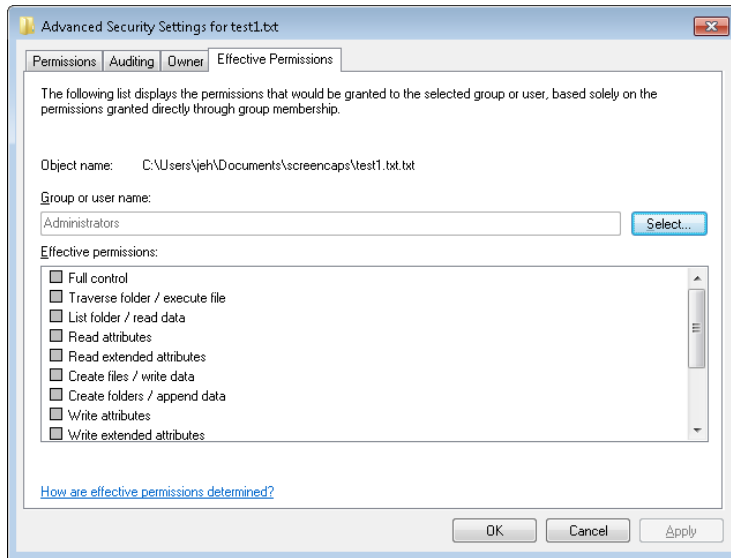 Advanced Security Settings for test1.txt
Permissions Auditing Owner Effective Permissions
The following list displays the permissions that would be granted to the selected group or user, based solely on the
permissions granted directly through group membership.
Object name: C:\Users\jeh\Documents\screencaps\test1.txt.txt
Group or user name:
Administrators
Select...
Effective permissions:
Full control
Traverse folder / execute file
List folder / read data
Read attributes
Read extended attributes
Create files / write data
Create folders / append data
Write attributes
Write extended attributes
How are effective permissions determined?
OK Cancel Apply